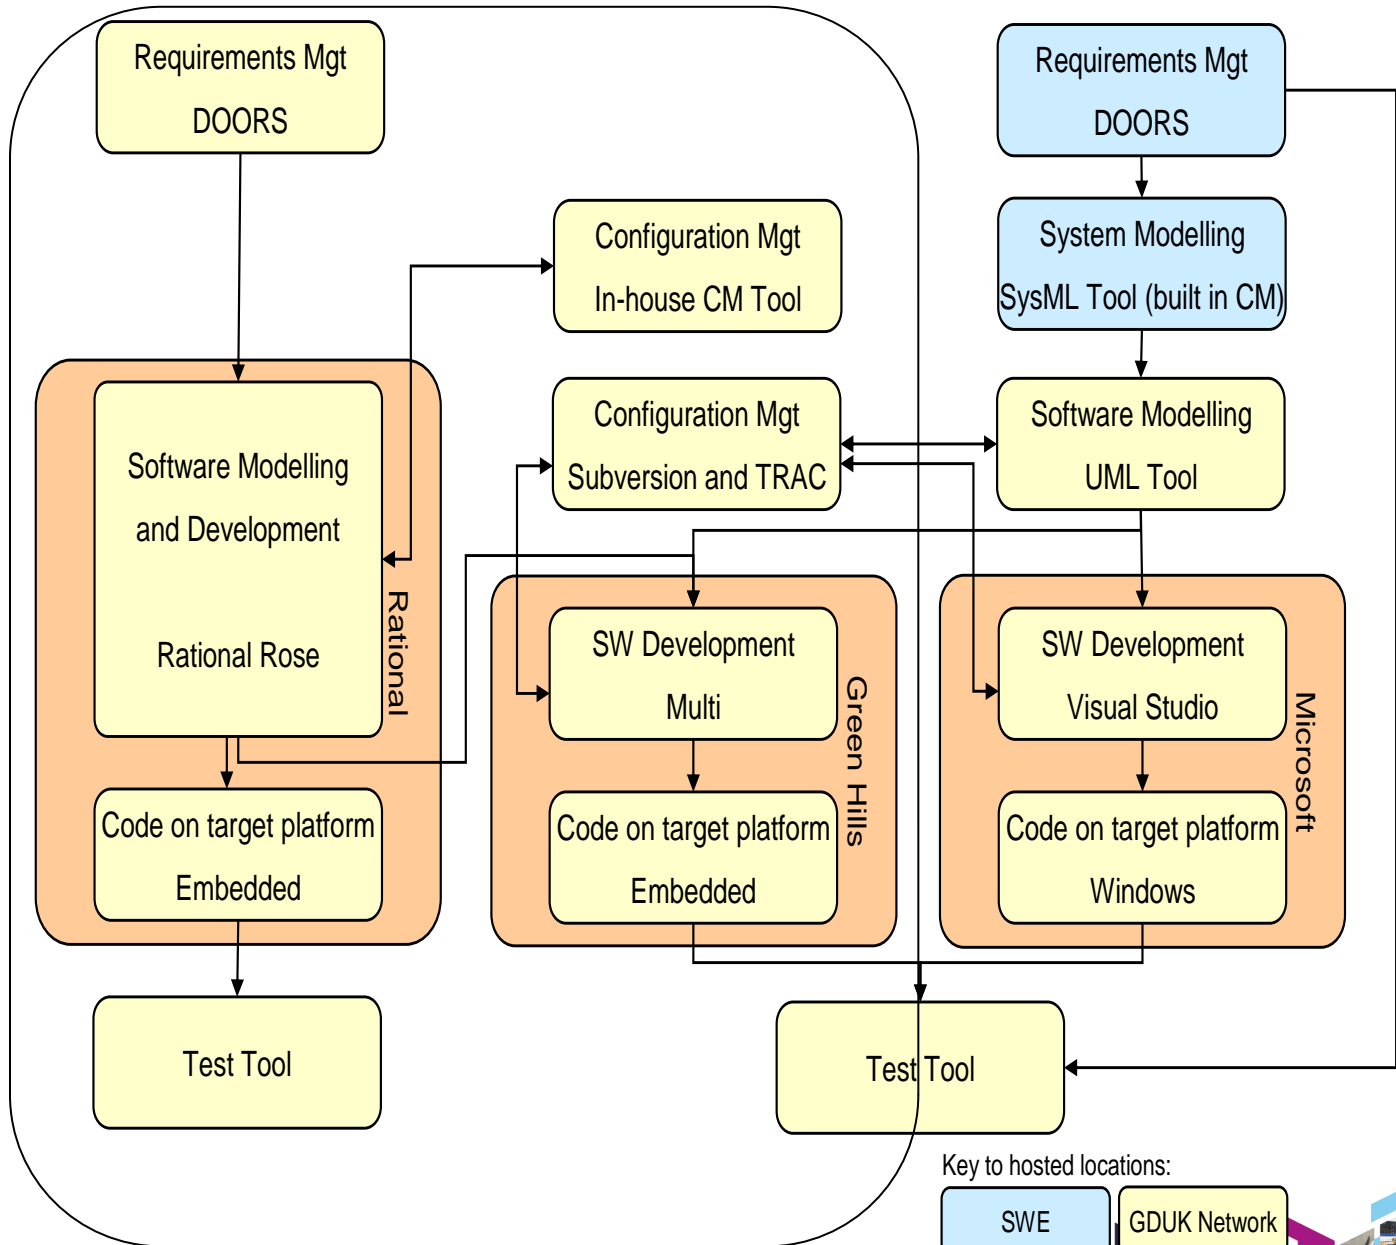 Requirements Mgt
DOORS
Requirements Mgt
DOORS
Configuration Mgt
In-house CM Tool
System Modelling
SysML Tool (built in CM)
Software Modelling
and Development
Rational Rose
Rational
Configuration Mgt
Subversion and TRAC
Software Modelling
UML Tool
SW Development
Multi
Green Hills
SW Development
Visual Studio
Microsoft
Code on target platform
Embedded
Code on target platform
Embedded
Code on target platform
Windows
Test Tool
Test Tool
Key to hosted locations:
SWE
GDUK Network